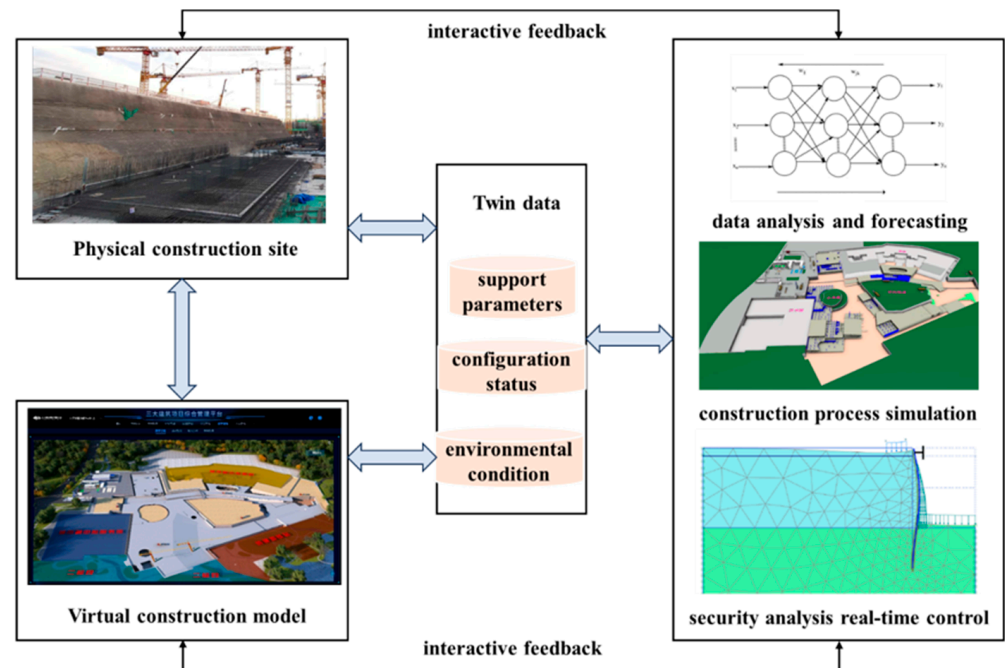 interactive feedback
Physical construction site
Twin data
support
parameters
configuration
status
environmental
condition
data analysis and forecasting
construction process simulation
security analysis real-time control
Virtual construction model
interactive feedback